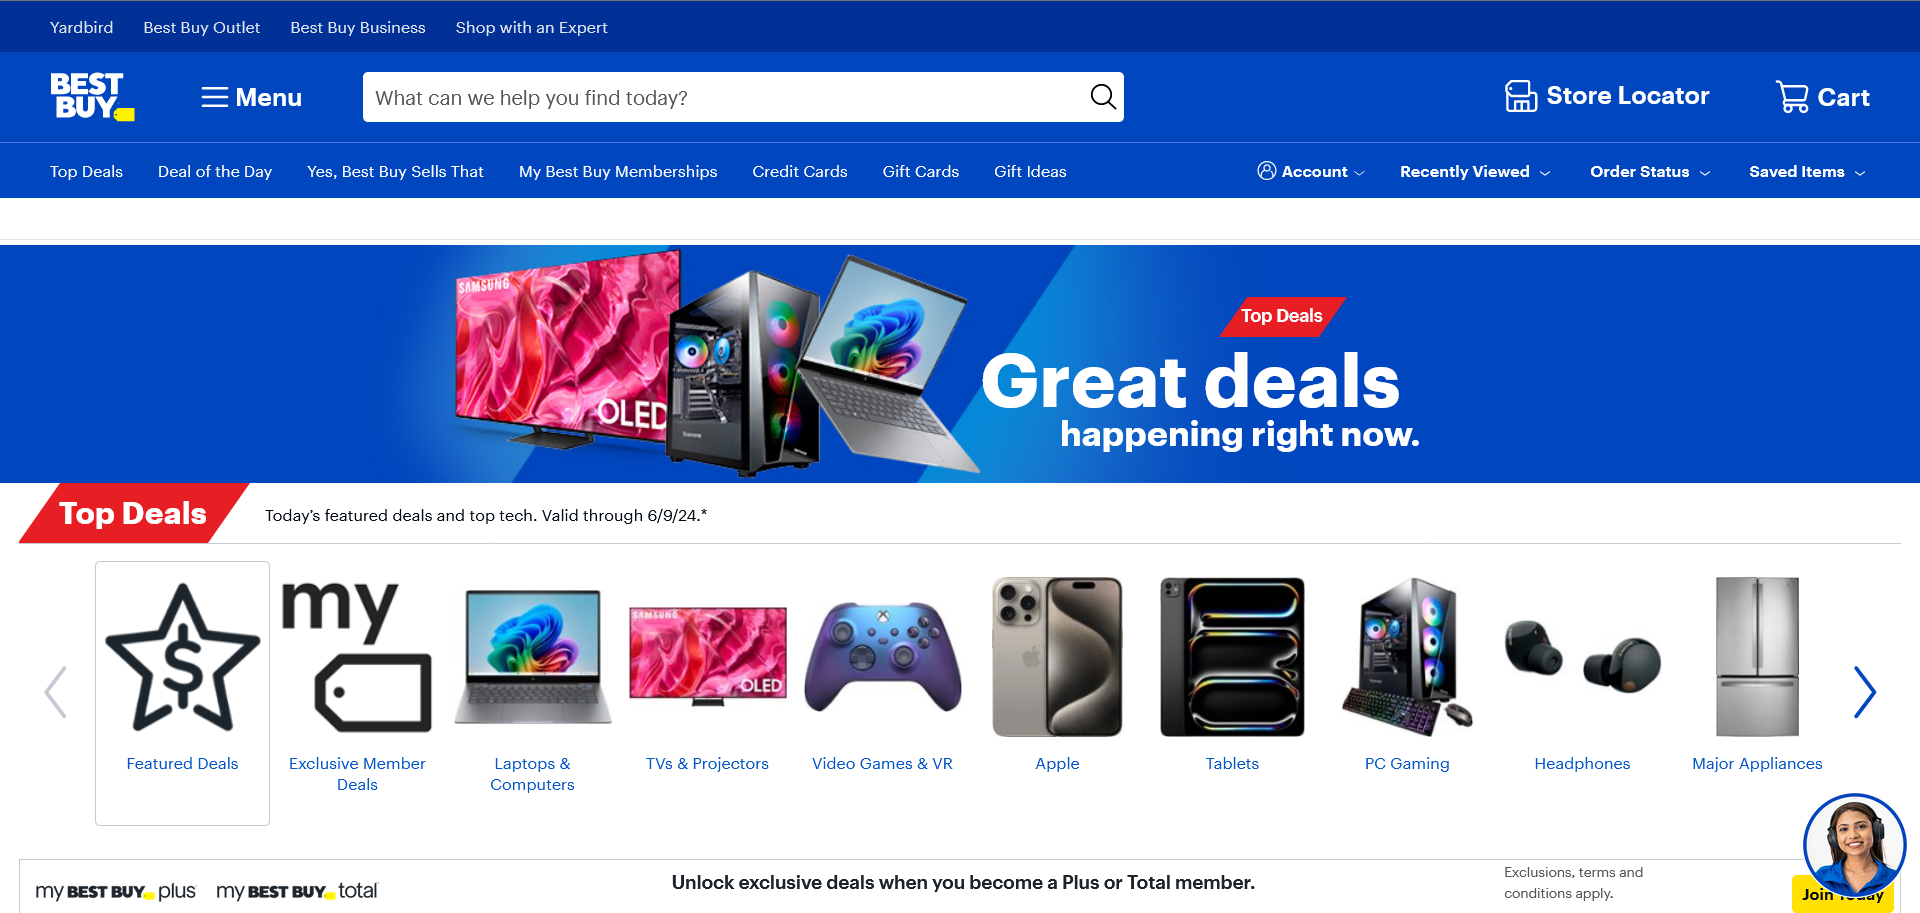 Yardbird Best Buy Outlet Best Buy Business Shop with an Expert
BEST
BUY
Menu
What can we help you find today?
Store Locator
Cart
Top Deals Deal of the Day Yes, Best Buy Sells That My Best Buy Memberships Credit Cards Gift Cards Gift Ideas
Account Recently Viewed Order Status Saved Items
SAMSUNG
OLED
Top Deals
Great deals
happening right now.
Top Deals
Today's featured deals and top tech. Valid through 6/9/24.*
my
SAMSUNG
OLED
Featured Deals
Exclusive Member
Deals
Laptops &
Computers
TVs & Projectors
Video Games & VR
Apple
Tablets
PC Gaming
Headphones
Major Appliances
my BEST BUY plus
my BEST BUY total
Unlock exclusive deals when you become a Plus or Total member.
Exclusions, terms and
conditions apply.
Join Today